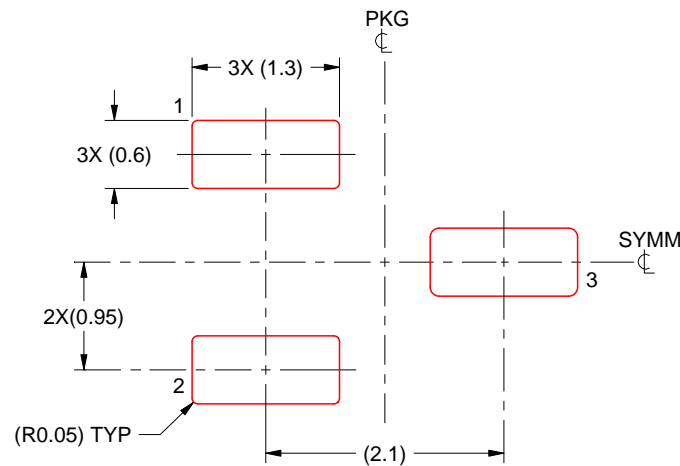 PKG
℄
3X (1.3)
1
3X (0.6)
SYMM
℄
3
2X(0.95)
2
(R0.05) TYP
(2.1)